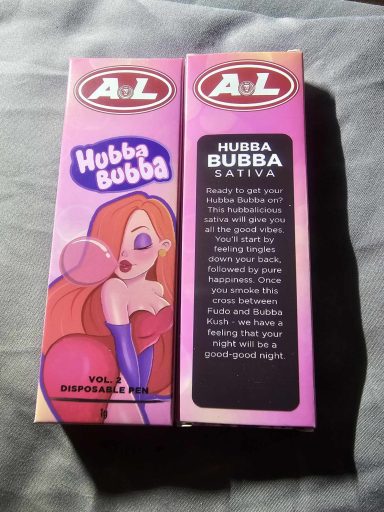 A L
Hubba
Bubba
VOL. 2
DISPOSABLE PEN
1g
A L
HUBBA
BUBBA
SATIVA
Ready to get your
Hubba Bubba on?
This hubbalicious
sativa will give you
all the good vibes.
You'll start by
feeling tingles
down your back,
followed by pure
happiness. Once
you smoke this
cross between
Fudo and Bubba
Kush - we have a
feeling that your
night will be a
good-good night.